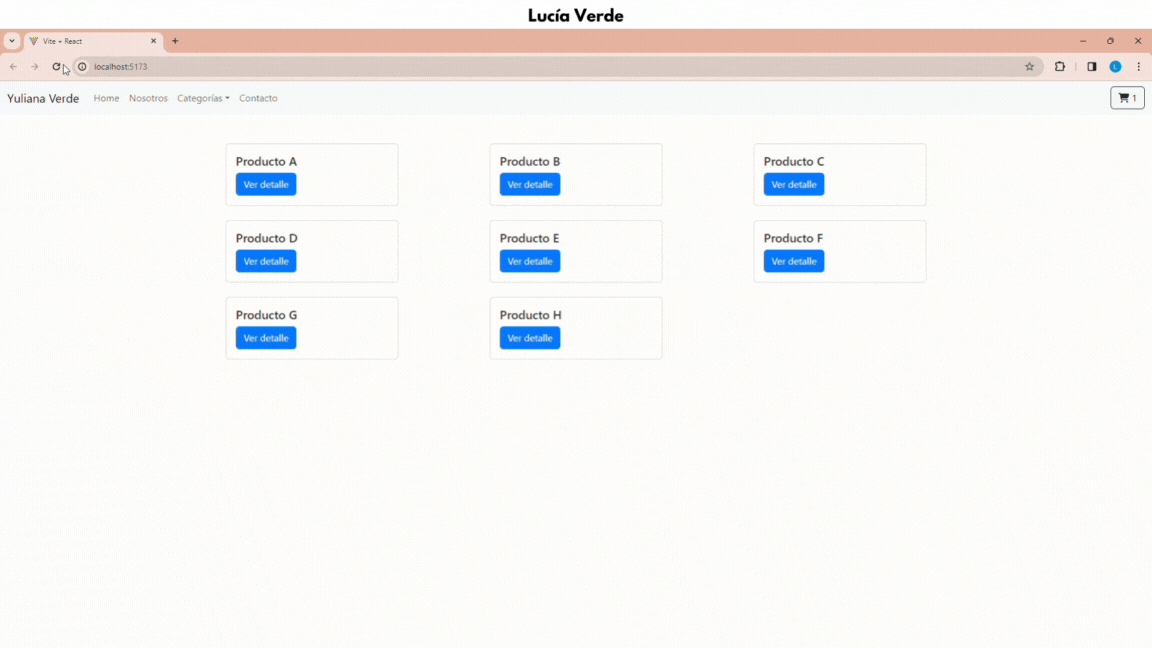 Lucía Verde
Vite + React
localhost:5173
Yuliana Verde Home Nosotros Categorías Contacto 1
Producto A Producto B Producto C
Ver detalle Ver detalle Ver detalle
Producto D Producto E Producto F
Ver detalle Ver detalle Ver detalle
Producto G Producto H
Ver detalle Ver detalle